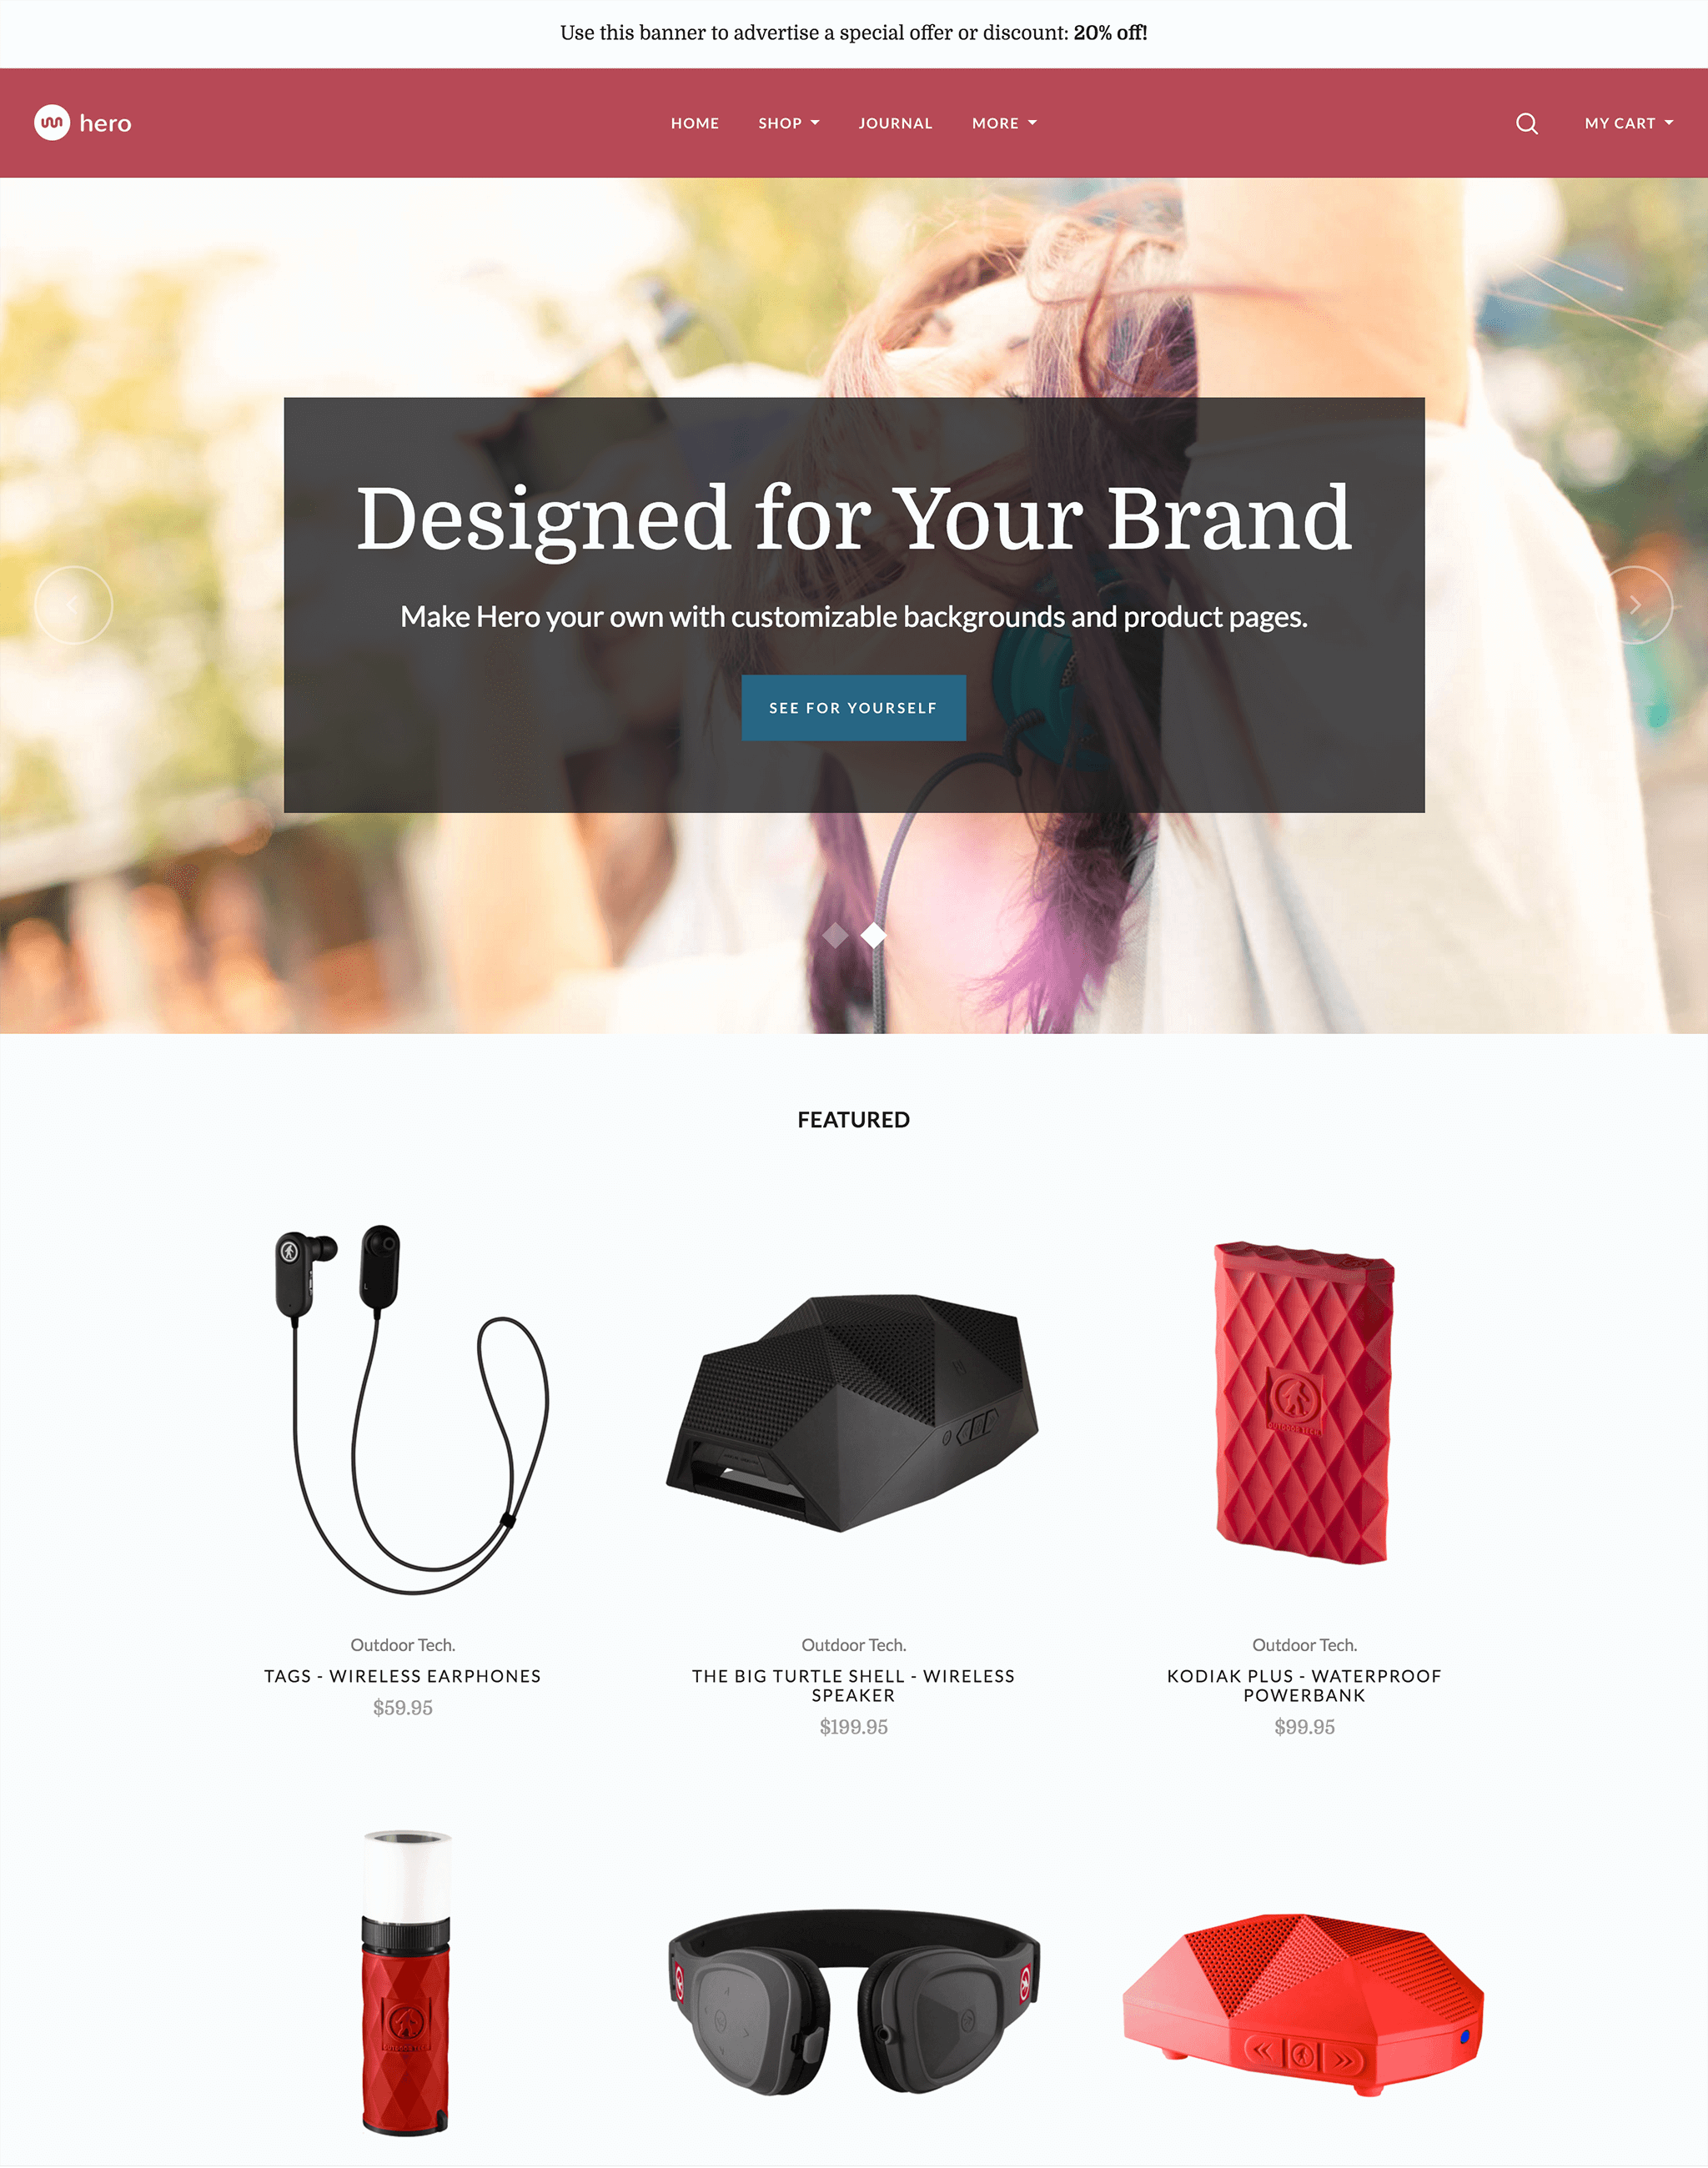 Use this banner to advertise a special offer or discount: 20% off!
hero
HOME
SHOP
JOURNAL
MORE
MY CART
Designed for Your Brand
Make Hero your own with customizable backgrounds and product pages.
SEE FOR YOURSELF
FEATURED
L
OUTDOOR TECH.
Outdoor Tech.
TAGS - WIRELESS EARPHONES
$59.95
Outdoor Tech.
THE BIG TURTLE SHELL - WIRELESS
SPEAKER
$199.95
Outdoor Tech.
KODIAK PLUS - WATERPROOF
POWERBANK
$99.95